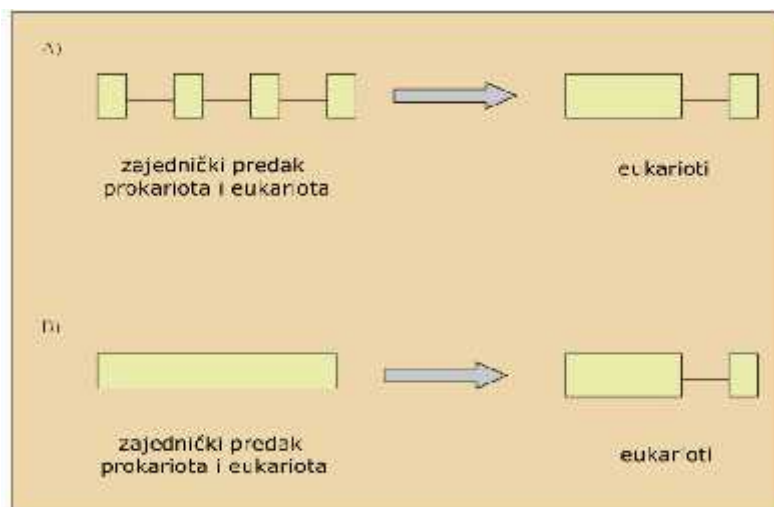 A)
zajednički predak
prokariota i eukariota
eukarioti
zajednički predak
prokariota i eukariota
eukarioti